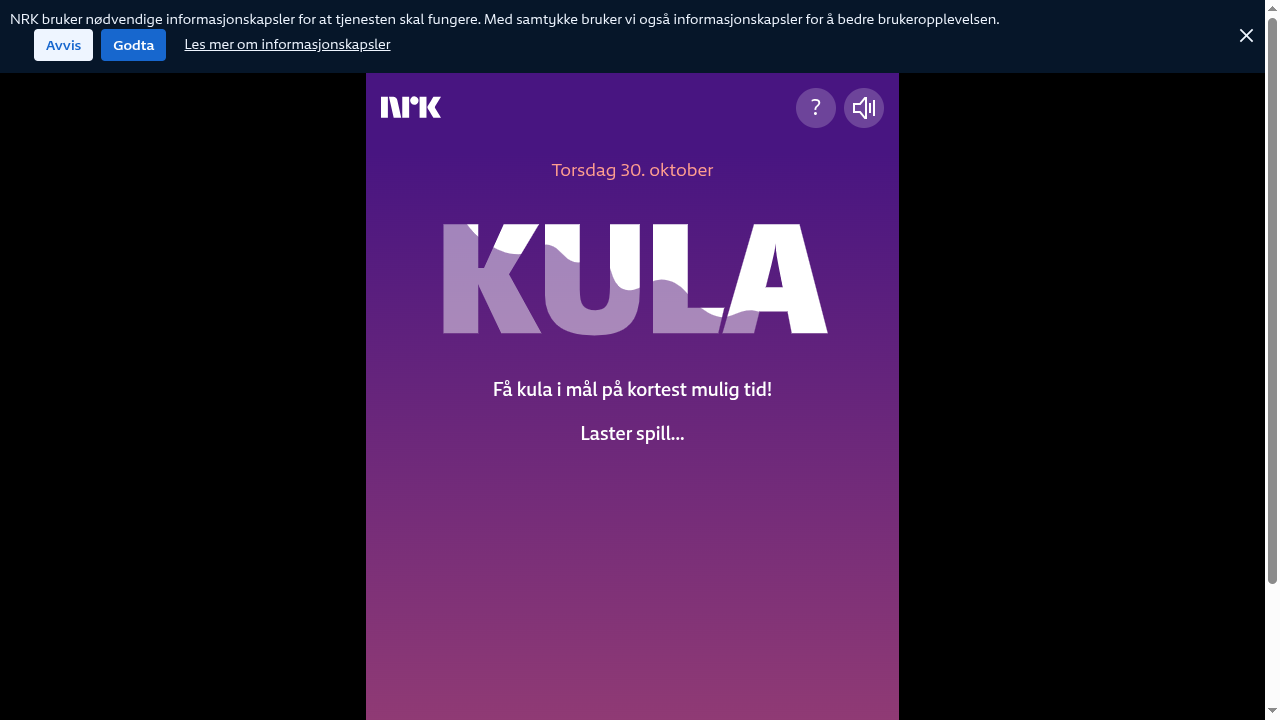 NRK bruker nødvendige informasjonskapsler for at tjenesten skal fungere. Med samtykke bruker vi også informasjonskapsler for å bedre brukeropplevelsen.
Avvis Godta Les mer om informasjonskapsler
NRK ?
Torsdag 30. oktober
KULA
Få kula i mål på kortest mulig tid!
Laster spill...